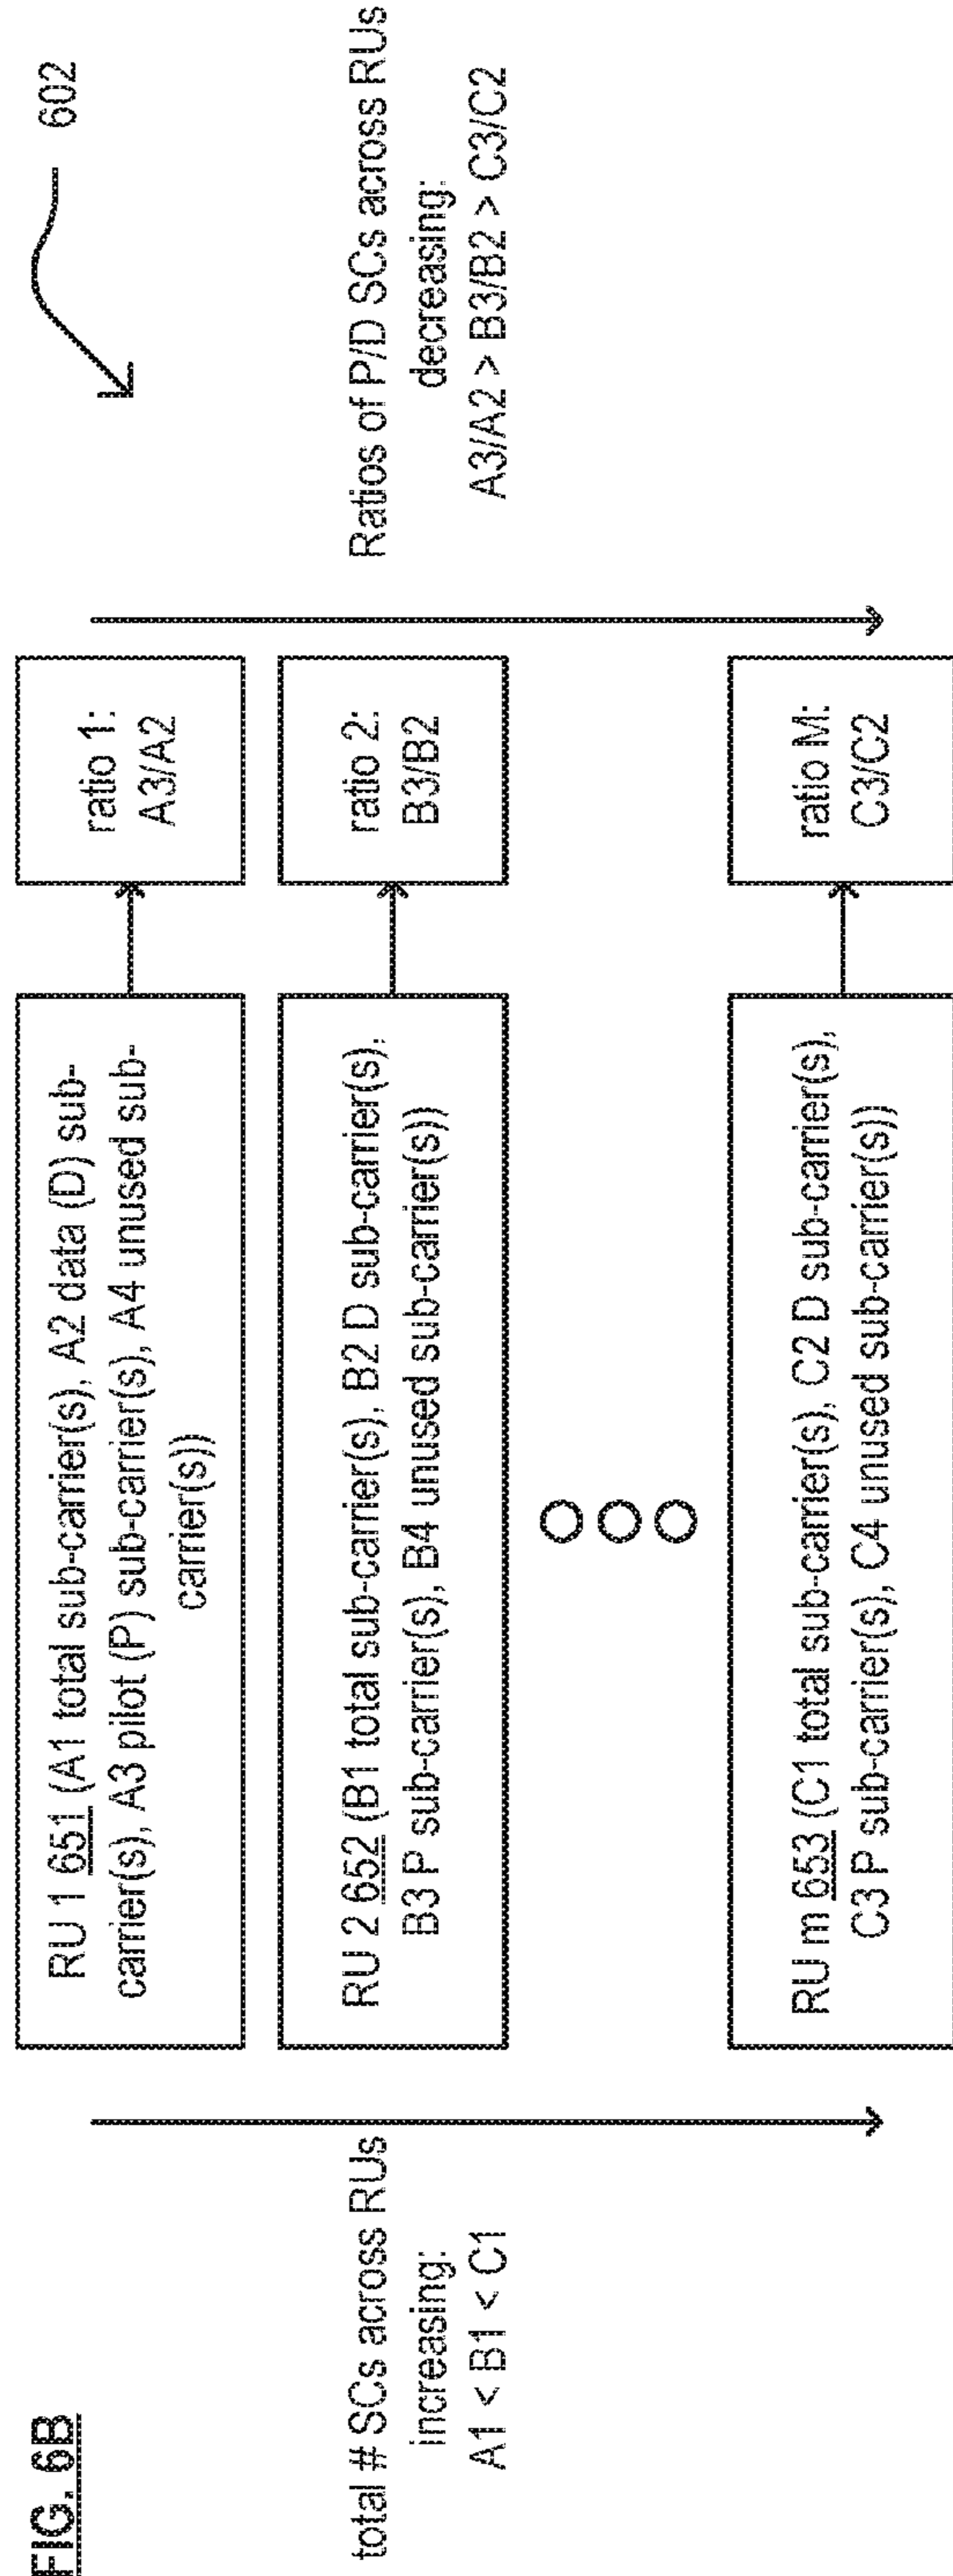 FIG. 6B
602
total # SCs across RUs
increasing:
A1 < B1 < C1
RU 1 651 (A1 total sub-carrier(s), A2 data (D) sub-
carrier(s), A3 pilot (P) sub-carrier(s), A4 unused sub-
carrier(s))
ratio 1:
A3/A2
RU 2 652 (B1 total sub-carrier(s), B2 D sub-carrier(s),
B3 P sub-carrier(s), B4 unused sub-carrier(s))
ratio 2:
B3/B2
RU m 653 (C1 total sub-carrier(s), C2 D sub-carrier(s),
C3 P sub-carrier(s), C4 unused sub-carrier(s))
ratio M:
C3/C2
Ratios of P/D SCs across RUs
decreasing:
A3/A2 > B3/B2 > C3/C2